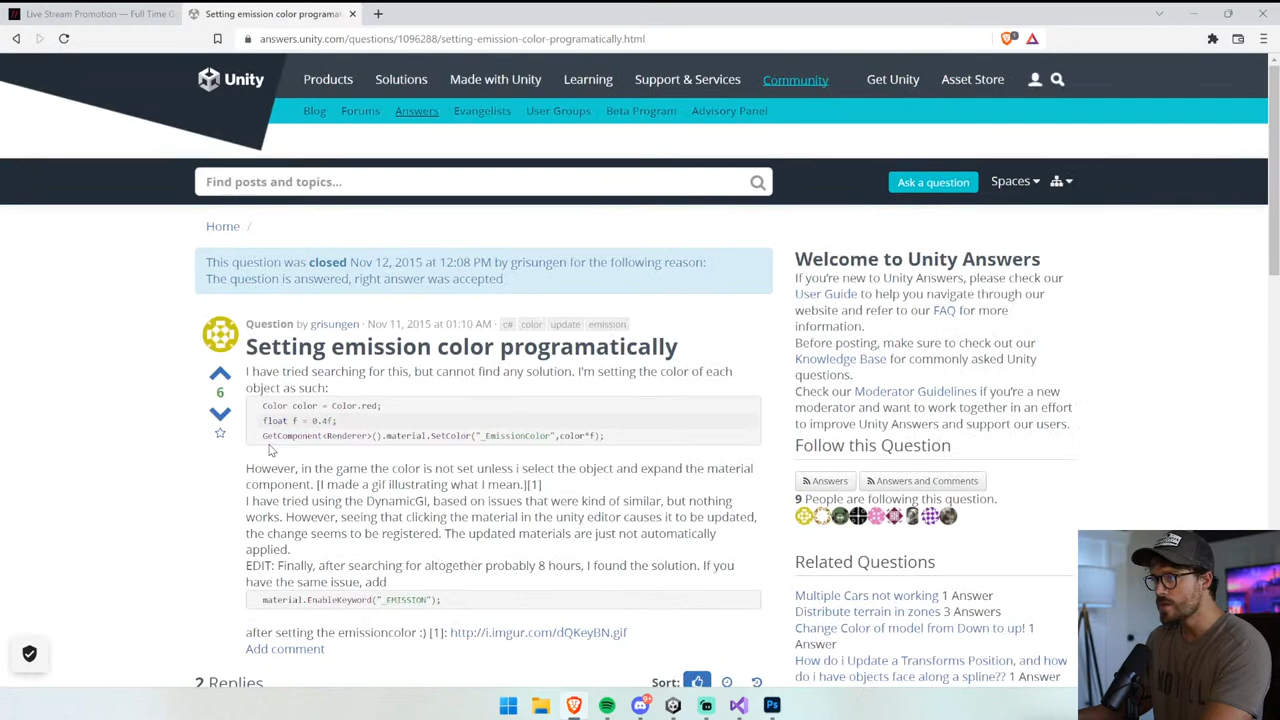 Live Stream Promotion — Full Time G
Setting emission color programat
answers.unity.com/questions/1096288/setting-emission-color-programatically.html
Unity
Products
Solutions
Made with Unity
Learning
Support & Services
Community
Get Unity
Asset Store
Blog
Forums
Answers
Evangelists
User Groups
Beta Program
Advisory Panel
Find posts and topics...
Ask a question
Spaces
Home /
This question was closed Nov 12, 2015 at 12:08 PM by grisungen for the following reason:
The question is answered, right answer was accepted
Question by grisungen · Nov 11, 2015 at 01:10 AM · c# color update emission
Setting emission color programatically
6
I have tried searching for this, but cannot find any solution. I'm setting the color of each
object as such:
Color color = Color.red;
float f = 0.4f;
GetComponent<Renderer>().material.SetColor("_EmissionColor",color*f);
However, in the game the color is not set unless i select the object and expand the material
component. [I made a gif illustrating what I mean.][1]
I have tried using the DynamicGI, based on issues that were kind of similar, but nothing
works. However, seeing that clicking the material in the unity editor causes it to be updated,
the change seems to be registered. The updated materials are just not automatically
applied.
EDIT: Finally, after searching for altogether probably 8 hours, I found the solution. If you
have the same issue, add
material.EnableKeyword("_EMISSION");
after setting the emissioncolor :) [1]: http://i.imgur.com/dQKeyBN.gif
Add comment
2 Replies
Sort:
Welcome to Unity Answers
If you're new to Unity Answers, please check our
User Guide to help you navigate through our
website and refer to our FAQ for more
information.
Before posting, make sure to check out our
Knowledge Base for commonly asked Unity
questions.
Check our Moderator Guidelines if you're a new
moderator and want to work together in an effort
to improve Unity Answers and support our users.
Follow this Question
Answers
Answers and Comments
9 People are following this question.
Related Questions
Multiple Cars not working 1 Answer
Distribute terrain in zones 3 Answers
Change Color of model from Down to up! 1
Answer
How do i Update a Transforms Position, and how
do i have objects face along a spline?? 1 Answer